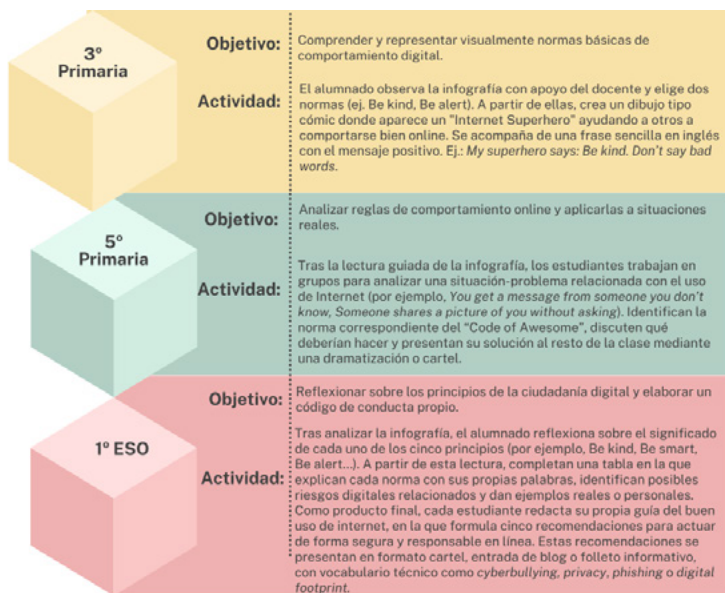 3º
Primaria
Objetivo:
Comprender y representar visualmente normas básicas de
comportamiento digital.
Actividad:
El alumnado observa la infografía con apoyo del docente y elige dos
normas (ej. Be kind, Be alert). A partir de ellas, crea un dibujo tipo
cómic donde aparece un "Internet Superhero" ayudando a otros a
comportarse bien online. Se acompaña de una frase sencilla en inglés
con el mensaje positivo. Ej.: My superhero says: Be kind. Don't say bad
words.
5º
Primaria
Objetivo:
Analizar reglas de comportamiento online y aplicarlas a situaciones
reales.
Actividad:
Tras la lectura guiada de la infografía, los estudiantes trabajan en
grupos para analizar una situación-problema relacionada con el uso
de Internet (por ejemplo, You get a message from someone you don't
know, Someone shares a picture of you without asking). Identifican la
norma correspondiente del “Code of Awesome”, discuten qué
deberían hacer y presentan su solución al resto de la clase mediante
una dramatización o cartel.
1º ESO
Objetivo:
Reflexionar sobre los principios de la ciudadanía digital y elaborar un
código de conducta propio.
Actividad:
Tras analizar la infografía, el alumnado reflexiona sobre el significado
de cada uno de los cinco principios (por ejemplo, Be kind, Be smart,
Be alert...). A partir de esta lectura, completan una tabla en la que
explican cada norma con sus propias palabras, identifican posibles
riesgos digitales relacionados y dan ejemplos reales o personales.
Como producto final, cada estudiante redacta su propia guía del buen
uso de internet, en la que formula cinco recomendaciones para actuar
de forma segura y responsable en línea. Estas recomendaciones se
presentan en formato cartel, entrada de blog o folleto informativo,
con vocabulario técnico como cyberbullying, privacy, phishing o digital
footprint.